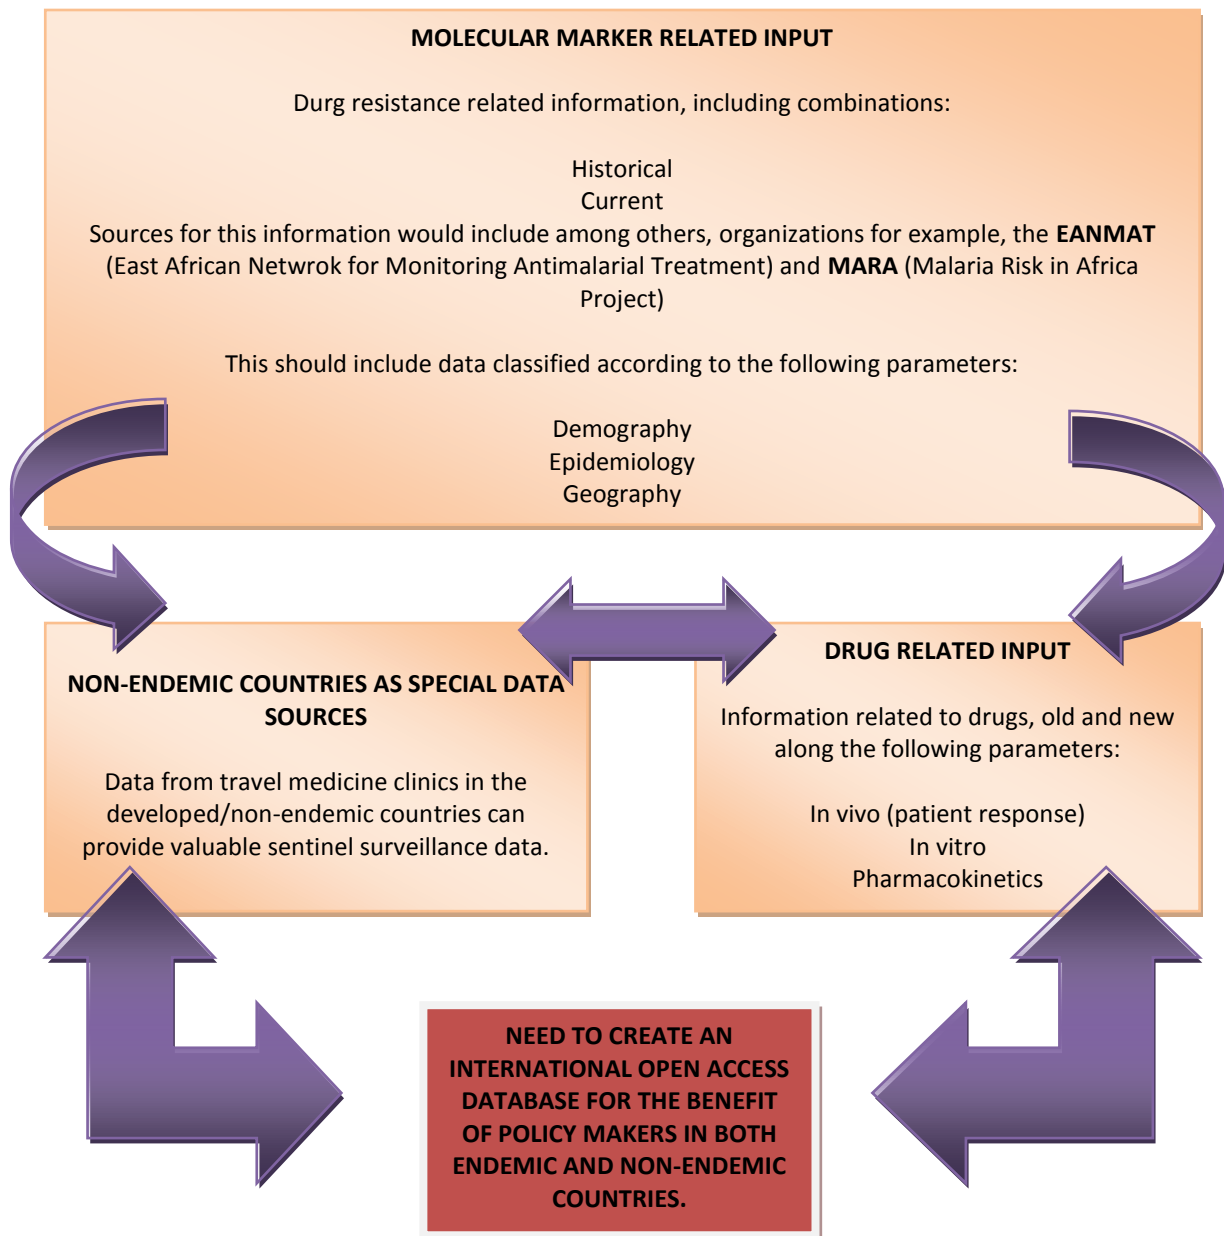 MOLECULAR MARKER RELATED INPUT
Durg resistance related information, including combinations:
Historical
Current
Sources for this information would include among others, organizations for example, the EANMAT
(East African Netwrok for Monitoring Antimalarial Treatment) and MARA (Malaria Risk in Africa
Project)
This should include data classified according to the following parameters:
Demography
Epidemiology
Geography
NON-ENDEMIC COUNTRIES AS SPECIAL DATA
SOURCES
Data from travel medicine clinics in the
developed/non-endemic countries can
provide valuable sentinel surveillance data.
DRUG RELATED INPUT
Information related to drugs, old and new
along the following parameters:
In vivo (patient response)
In vitro
Pharmacokinetics
NEED TO CREATE AN
INTERNATIONAL OPEN ACCESS
DATABASE FOR THE BENEFIT
OF POLICY MAKERS IN BOTH
ENDEMIC AND NON-ENDEMIC
COUNTRIES.